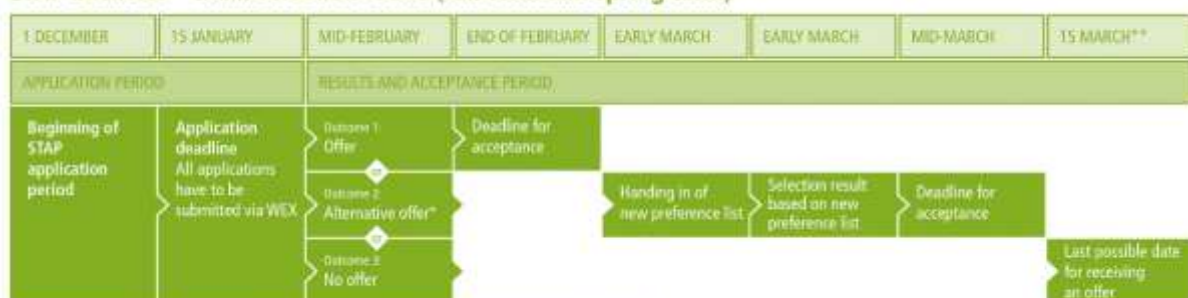 1 DECEMBER
15 JANUARY
MID-FEBRUARY
END OF FEBRUARY
EARLY MARCH
EARLY MARCH
MID-MARCH
15 MARCH**
APPLICATION PERIOD
RESULTS AND ACCEPTANCE PERIOD
Beginning of
STAP
application
period
Application
deadline
All applications
have to be
submitted via WEX
Outcome 1
Offer
or
Outcome 2
Alternative offer*
or
Outcome 3
No offer
Deadline for
acceptance
Handing in of
new preference list
Selection result
based on new
preference list
Deadline for
acceptance
Last possible date
for receiving
an offer